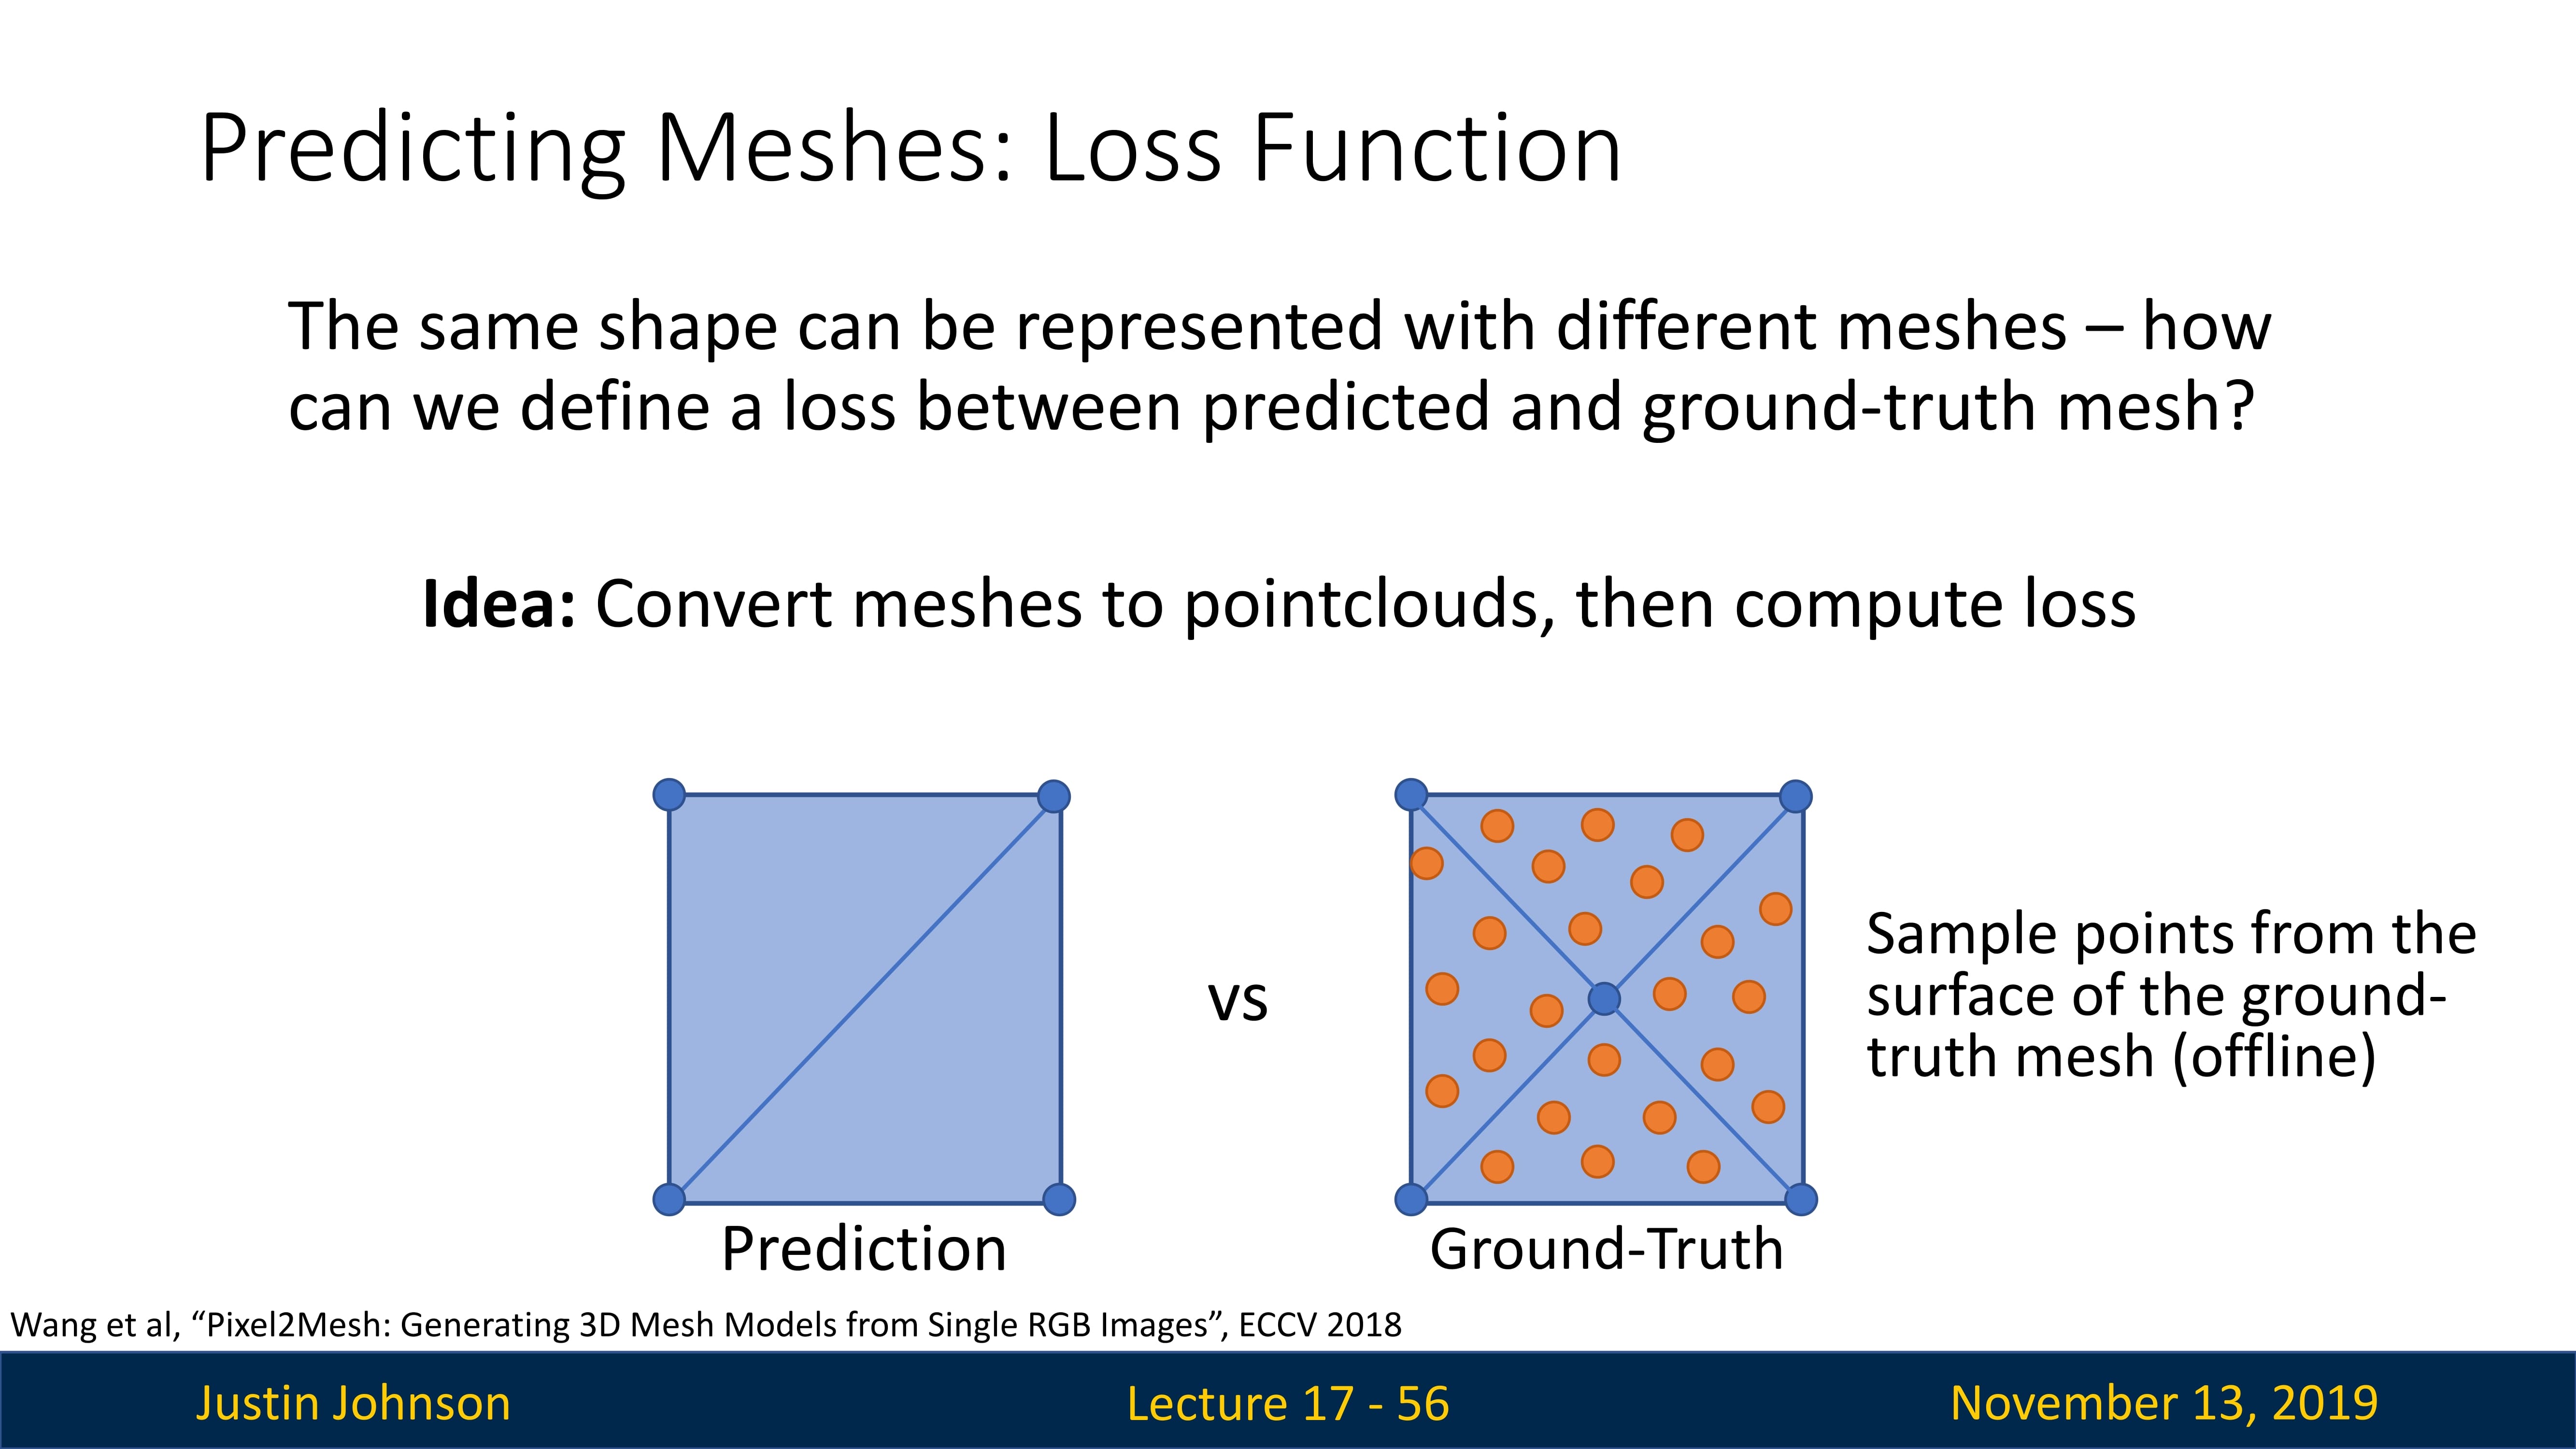 Predicting Meshes: Loss Function
The same shape can be represented with different meshes – how
can we define a loss between predicted and ground-truth mesh?
Idea: Convert meshes to pointclouds, then compute loss
vs
Sample points from the
surface of the ground-
truth mesh (offline)
Prediction
Ground-Truth
Wang et al, “Pixel2Mesh: Generating 3D Mesh Models from Single RGB Images”, ECCV 2018
Justin Johnson
Lecture 17 - 56
November 13, 2019